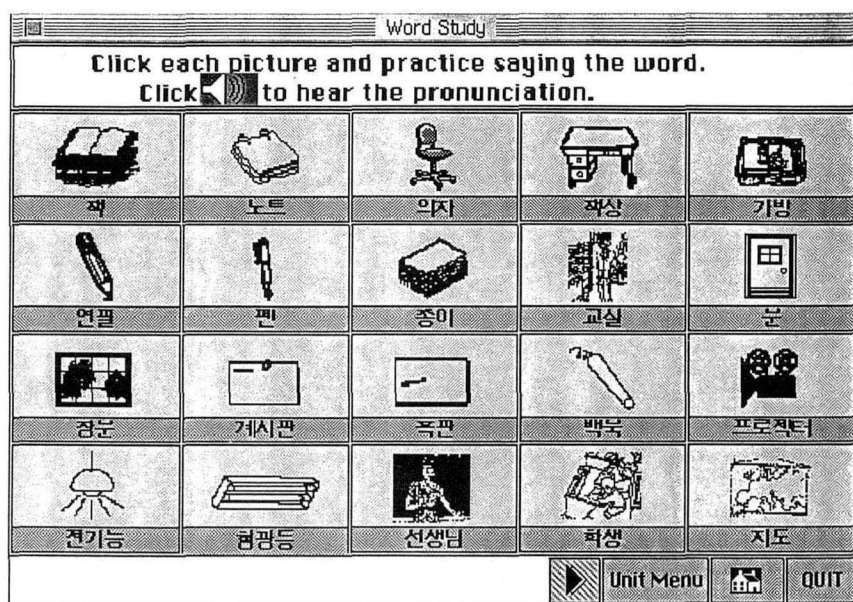 Word Study
Click each picture and practice saying the word.
Click to hear the pronunciation.
책 노트 의자 책상 가방
연필 펜 종이 교실 문
창문 게시판 흑판 백묵 프로젝터
전기등 형광등 선생님 학생 지도
Unit Menu QUIT